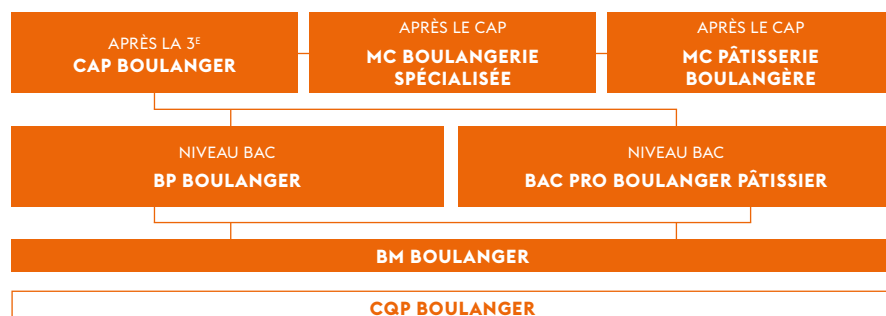 APRÈS LA 3E
CAP BOULANGER
APRÈS LE CAP
MC BOULANGERIE
SPÉCIALISÉE
APRÈS LE CAP
MC PÂTISSERIE
BOULANGÈRE
NIVEAU BAC
BP BOULANGER
NIVEAU BAC
BAC PRO BOULANGER PÂTISSIER
BM BOULANGER
CQP BOULANGER